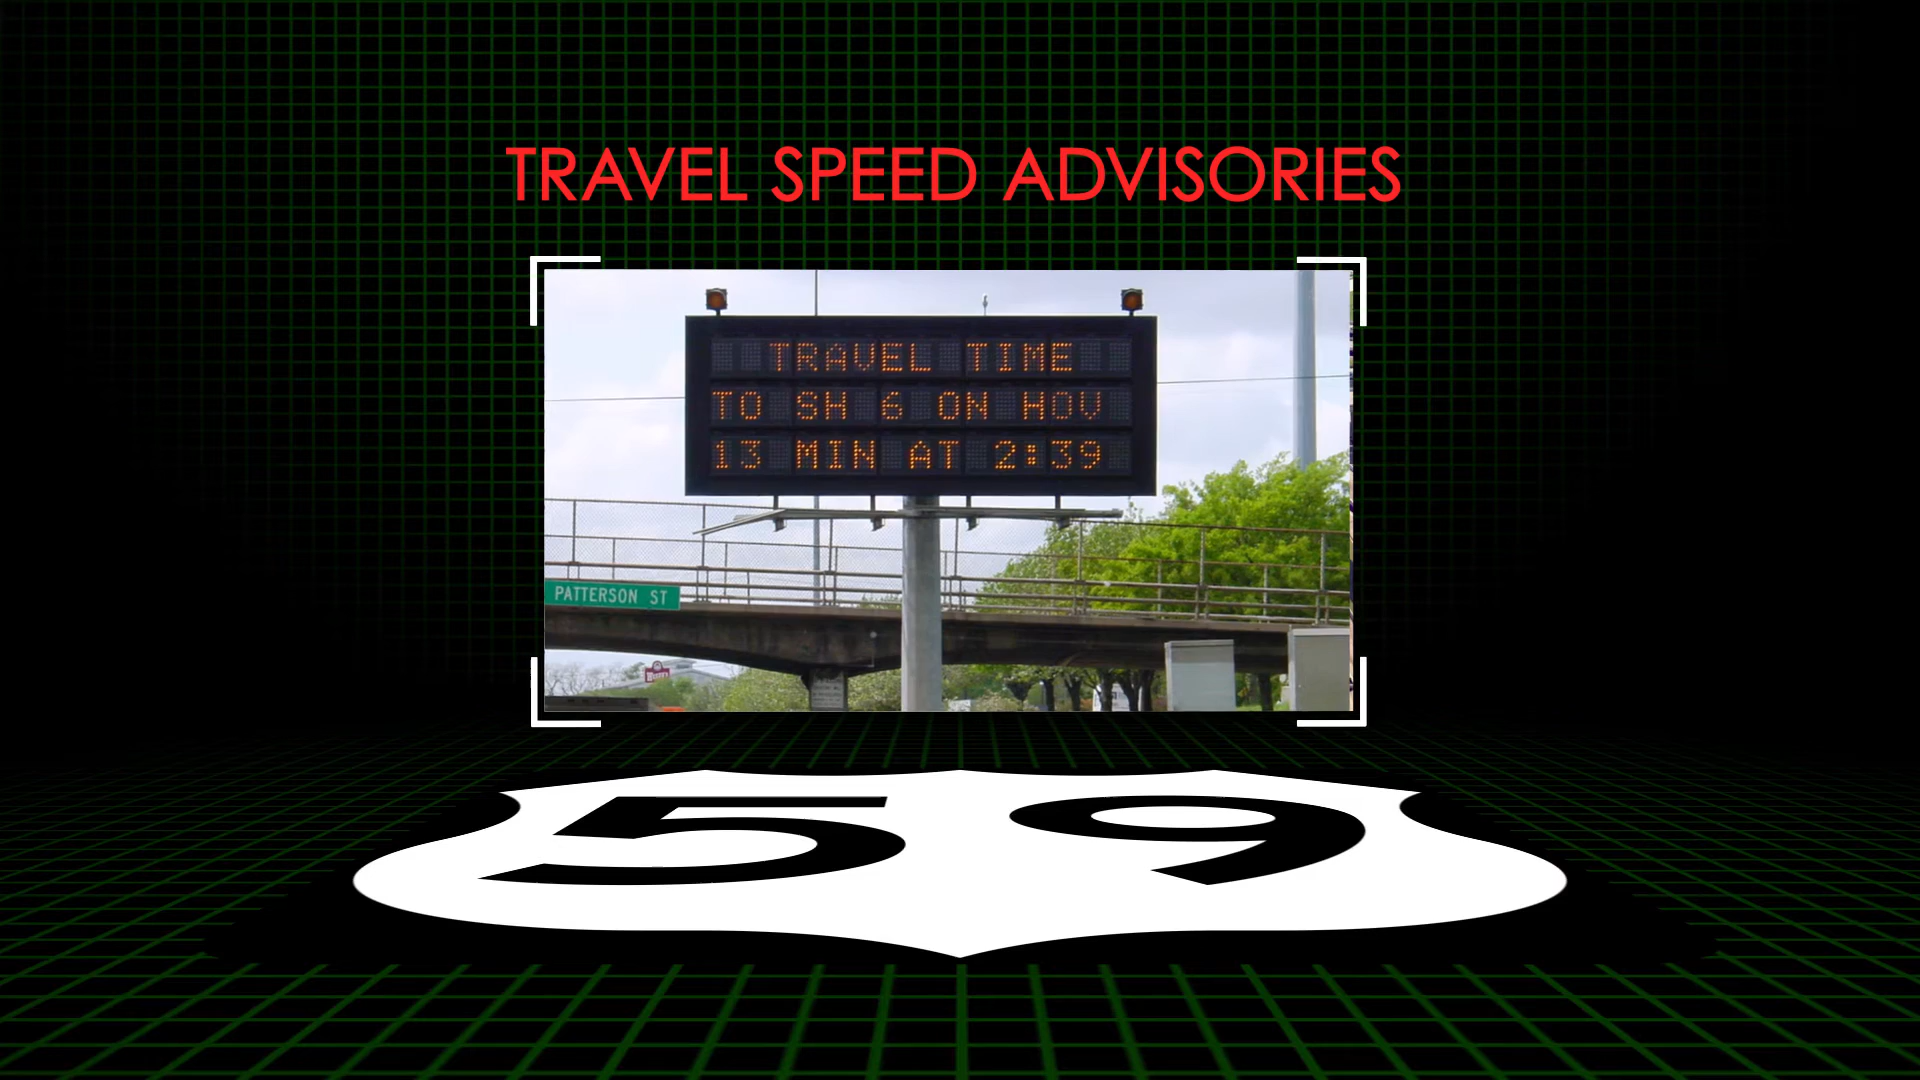 TRAVEL SPEED ADVISORIES
TRAVEL TIME
TO SH 6 ON HOV
13 MIN AT 2:39
PATTERSON ST
59